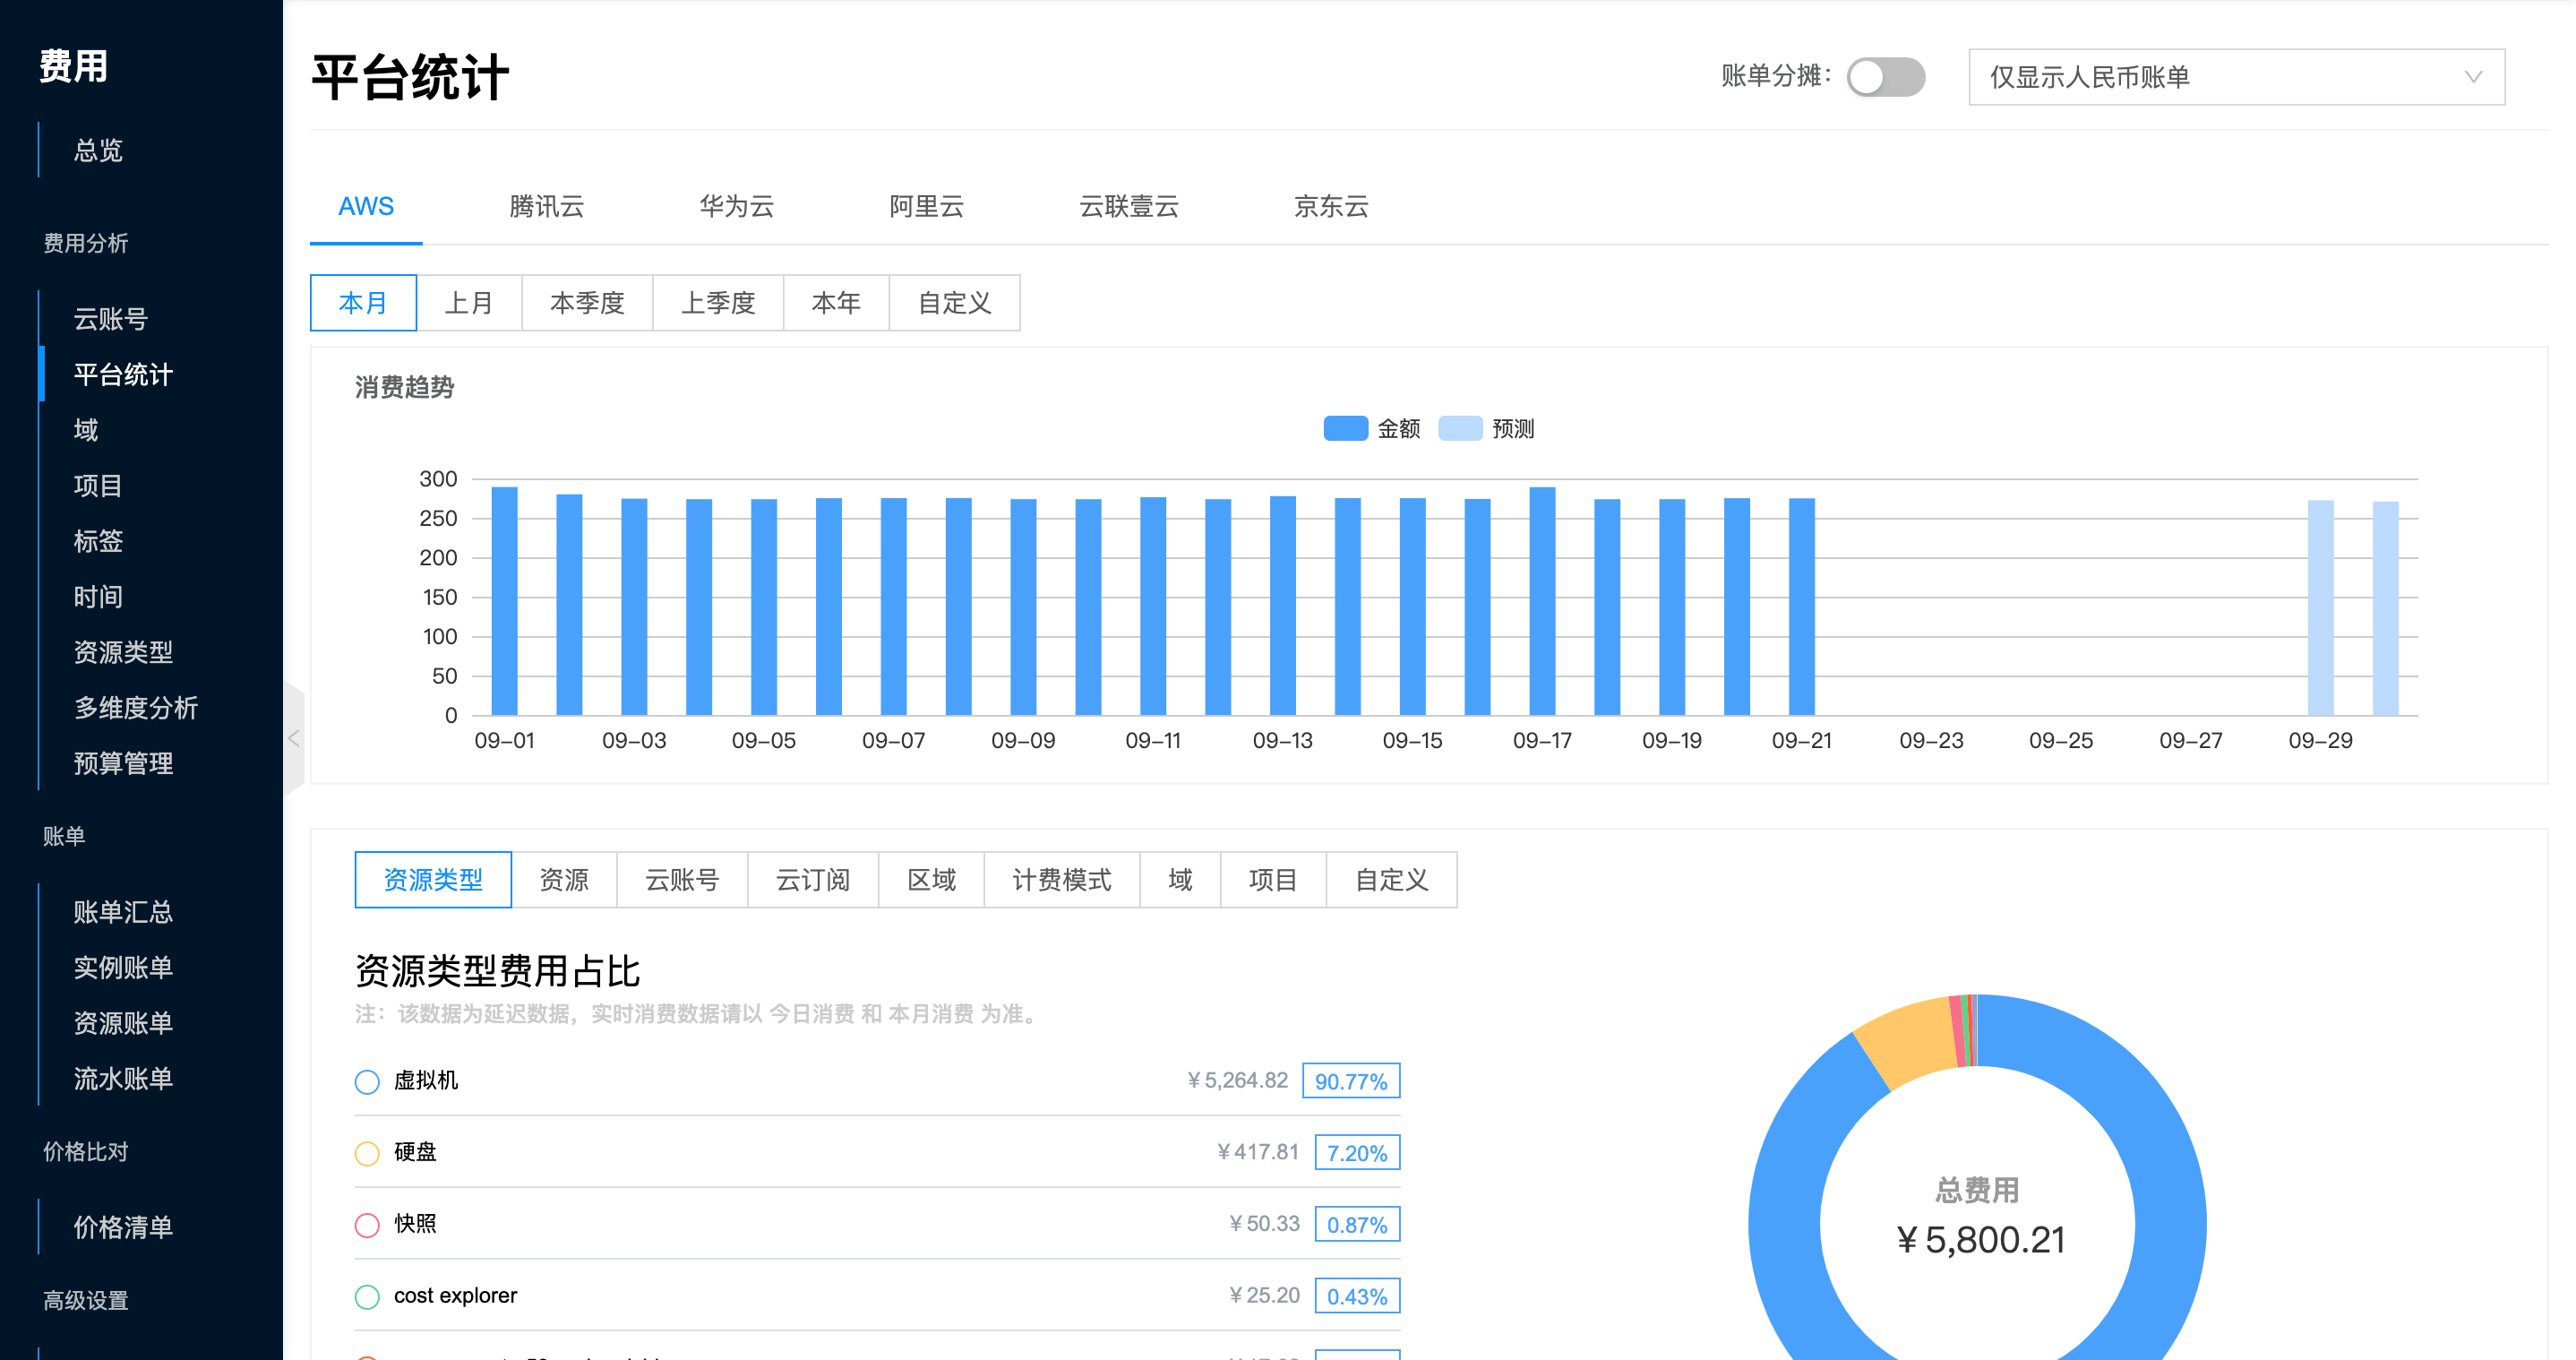 费用
总览
费用分析
云账号
平台统计
域
项目
标签
时间
资源类型
多维度分析
预算管理
账单
账单汇总
实例账单
资源账单
流水账单
价格比对
价格清单
高级设置
平台统计
账单分摊：
仅显示人民币账单
AWS 腾讯云 华为云 阿里云 云联壹云 京东云
本月 上月 本季度 上季度 本年 自定义
消费趋势
金额 预测
300
250
200
150
100
50
0
09-01 09-03 09-05 09-07 09-09 09-11 09-13 09-15 09-17 09-19 09-21 09-23 09-25 09-27 09-29
资源类型 资源 云账号 云订阅 区域 计费模式 域 项目 自定义
资源类型费用占比
注：该数据为延迟数据，实时消费数据请以 今日消费 和 本月消费 为准。
虚拟机 ¥5,264.82 90.77%
硬盘 ¥417.81 7.20%
快照 ¥50.33 0.87%
cost explorer ¥25.20 0.43%
总费用
¥5,800.21